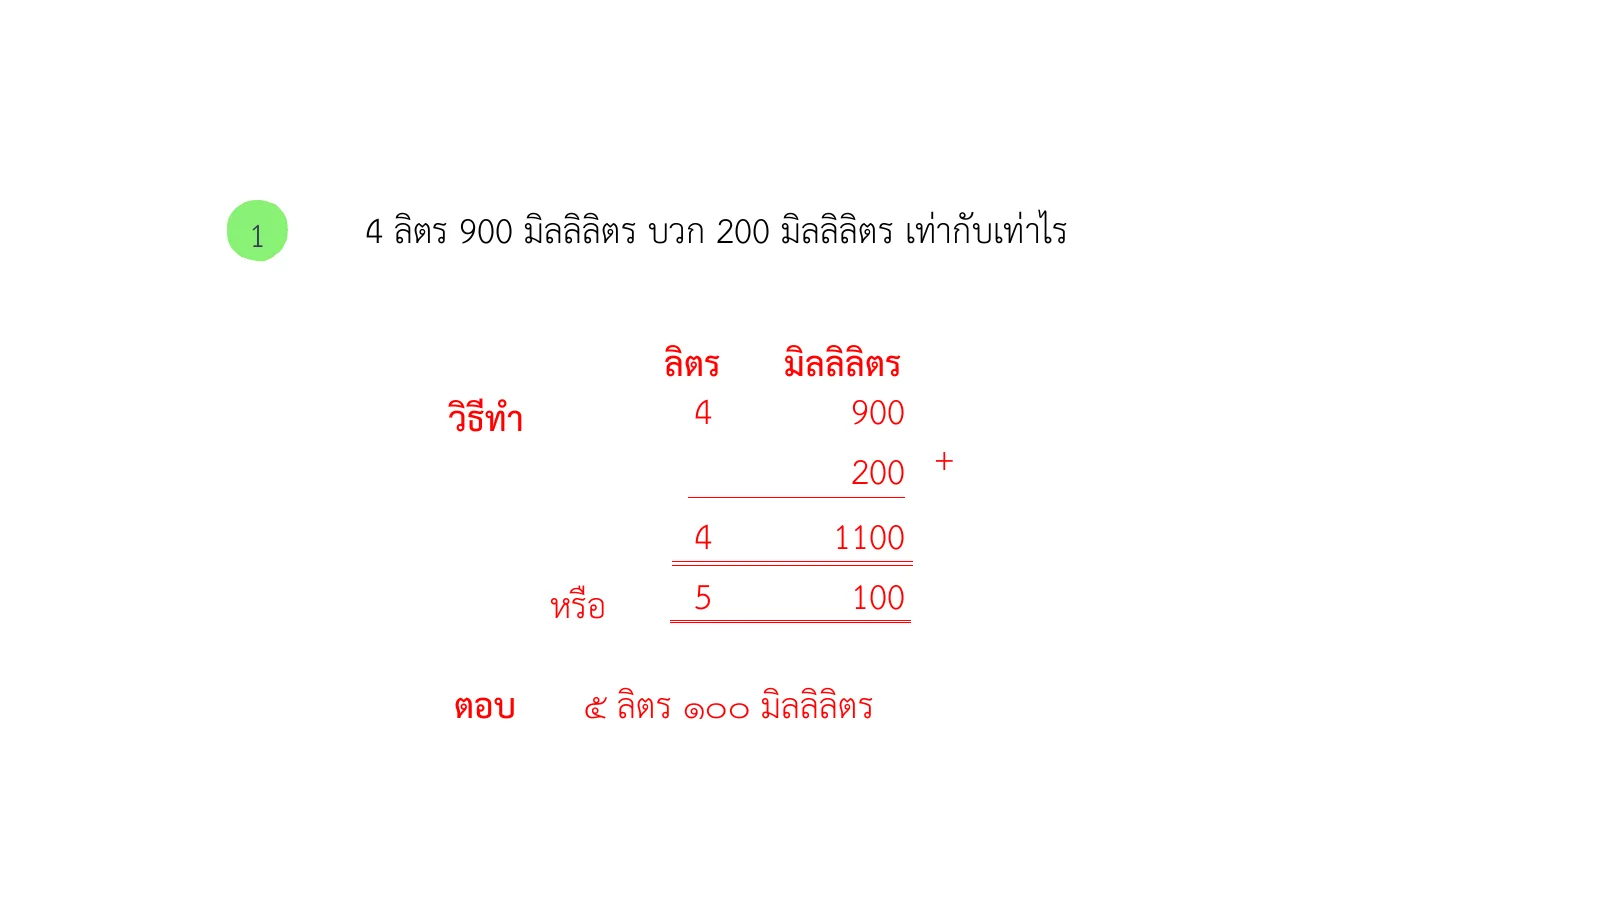 1 4 ลิตร 900 มิลลิลิตร บวก 200 มิลลิลิตร เท่ากับเท่าไร
ลิตร มิลลิลิตร
วิธีทำ 4 900
200 +
4 1100
หรือ 5 100
ตอบ ๕ ลิตร ๑๐๐ มิลลิลิตร